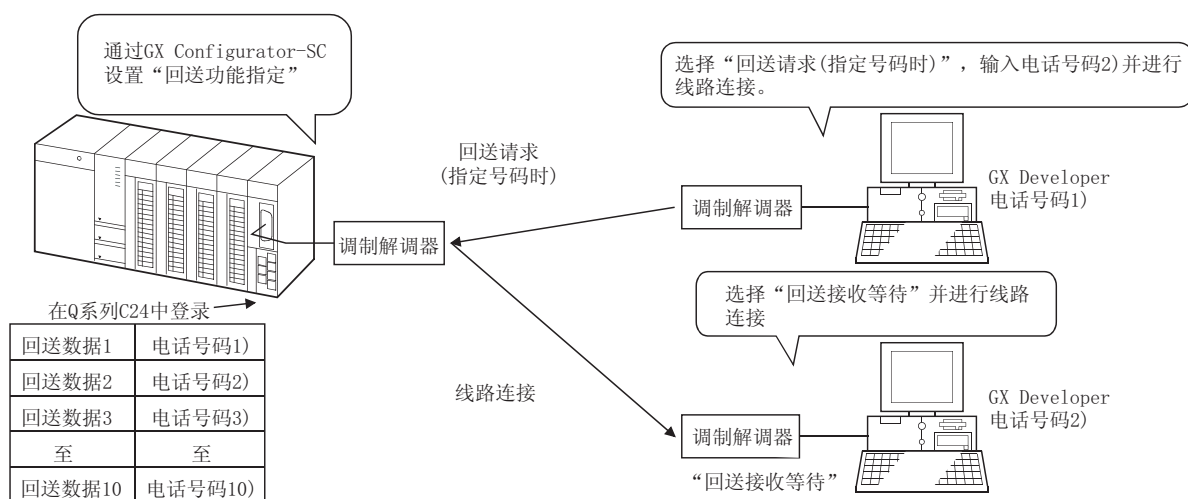 通过GX Configurator-SC
设置“回送功能指定”
选择“回送请求(指定号码时)”，输入电话号码2)并进行
线路连接。
回送请求
(指定号码时)
GX Developer
电话号码1)
调制解调器
调制解调器
选择“回送接收等待”并进行线路
连接
在Q系列C24中登录
回送数据1 电话号码1)
回送数据2 电话号码2)
回送数据3 电话号码3)
至 至
回送数据10 电话号码10)
线路连接
GX Developer
电话号码2)
调制解调器
“回送接收等待”